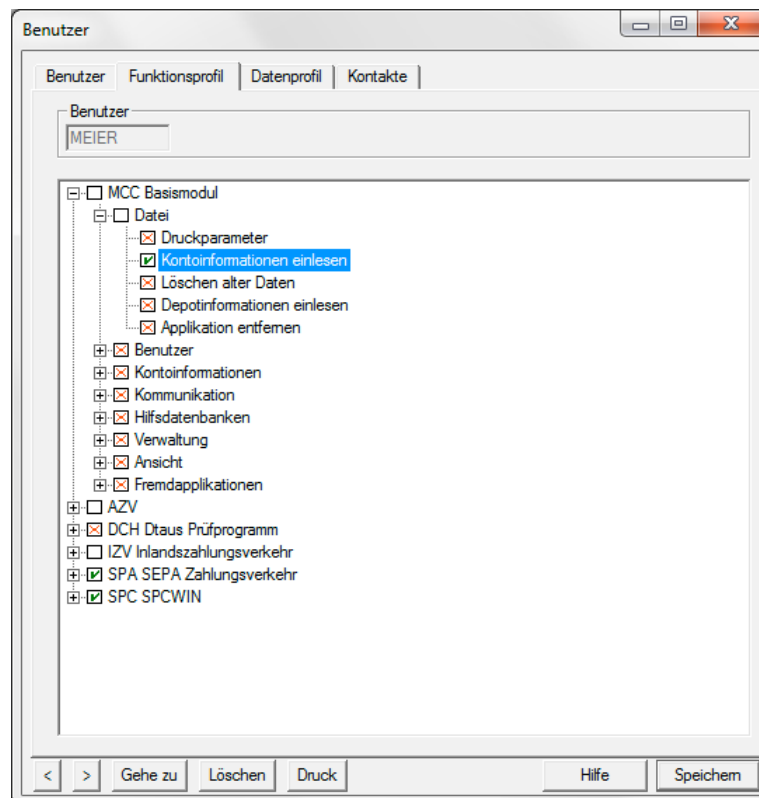 Benutzer
Benutzer Funktionsprofil Datenprofil Kontakte
Benutzer
MEIER
MCC Basismodul
Datei
Druckparameter
Kontoinformationen einlesen
Löschen alter Daten
Depotinformationen einlesen
Applikation entfernen
Benutzer
Kontoinformationen
Kommunikation
Hilfsdatenbanken
Verwaltung
Ansicht
Fremdapplikationen
AZV
DCH Dtaus Prüfprogramm
IZV Inlandszahlungsverkehr
SPA SEPA Zahlungsverkehr
SPC SPCWIN
< > Gehe zu Löschen Druck Hilfe Speichern